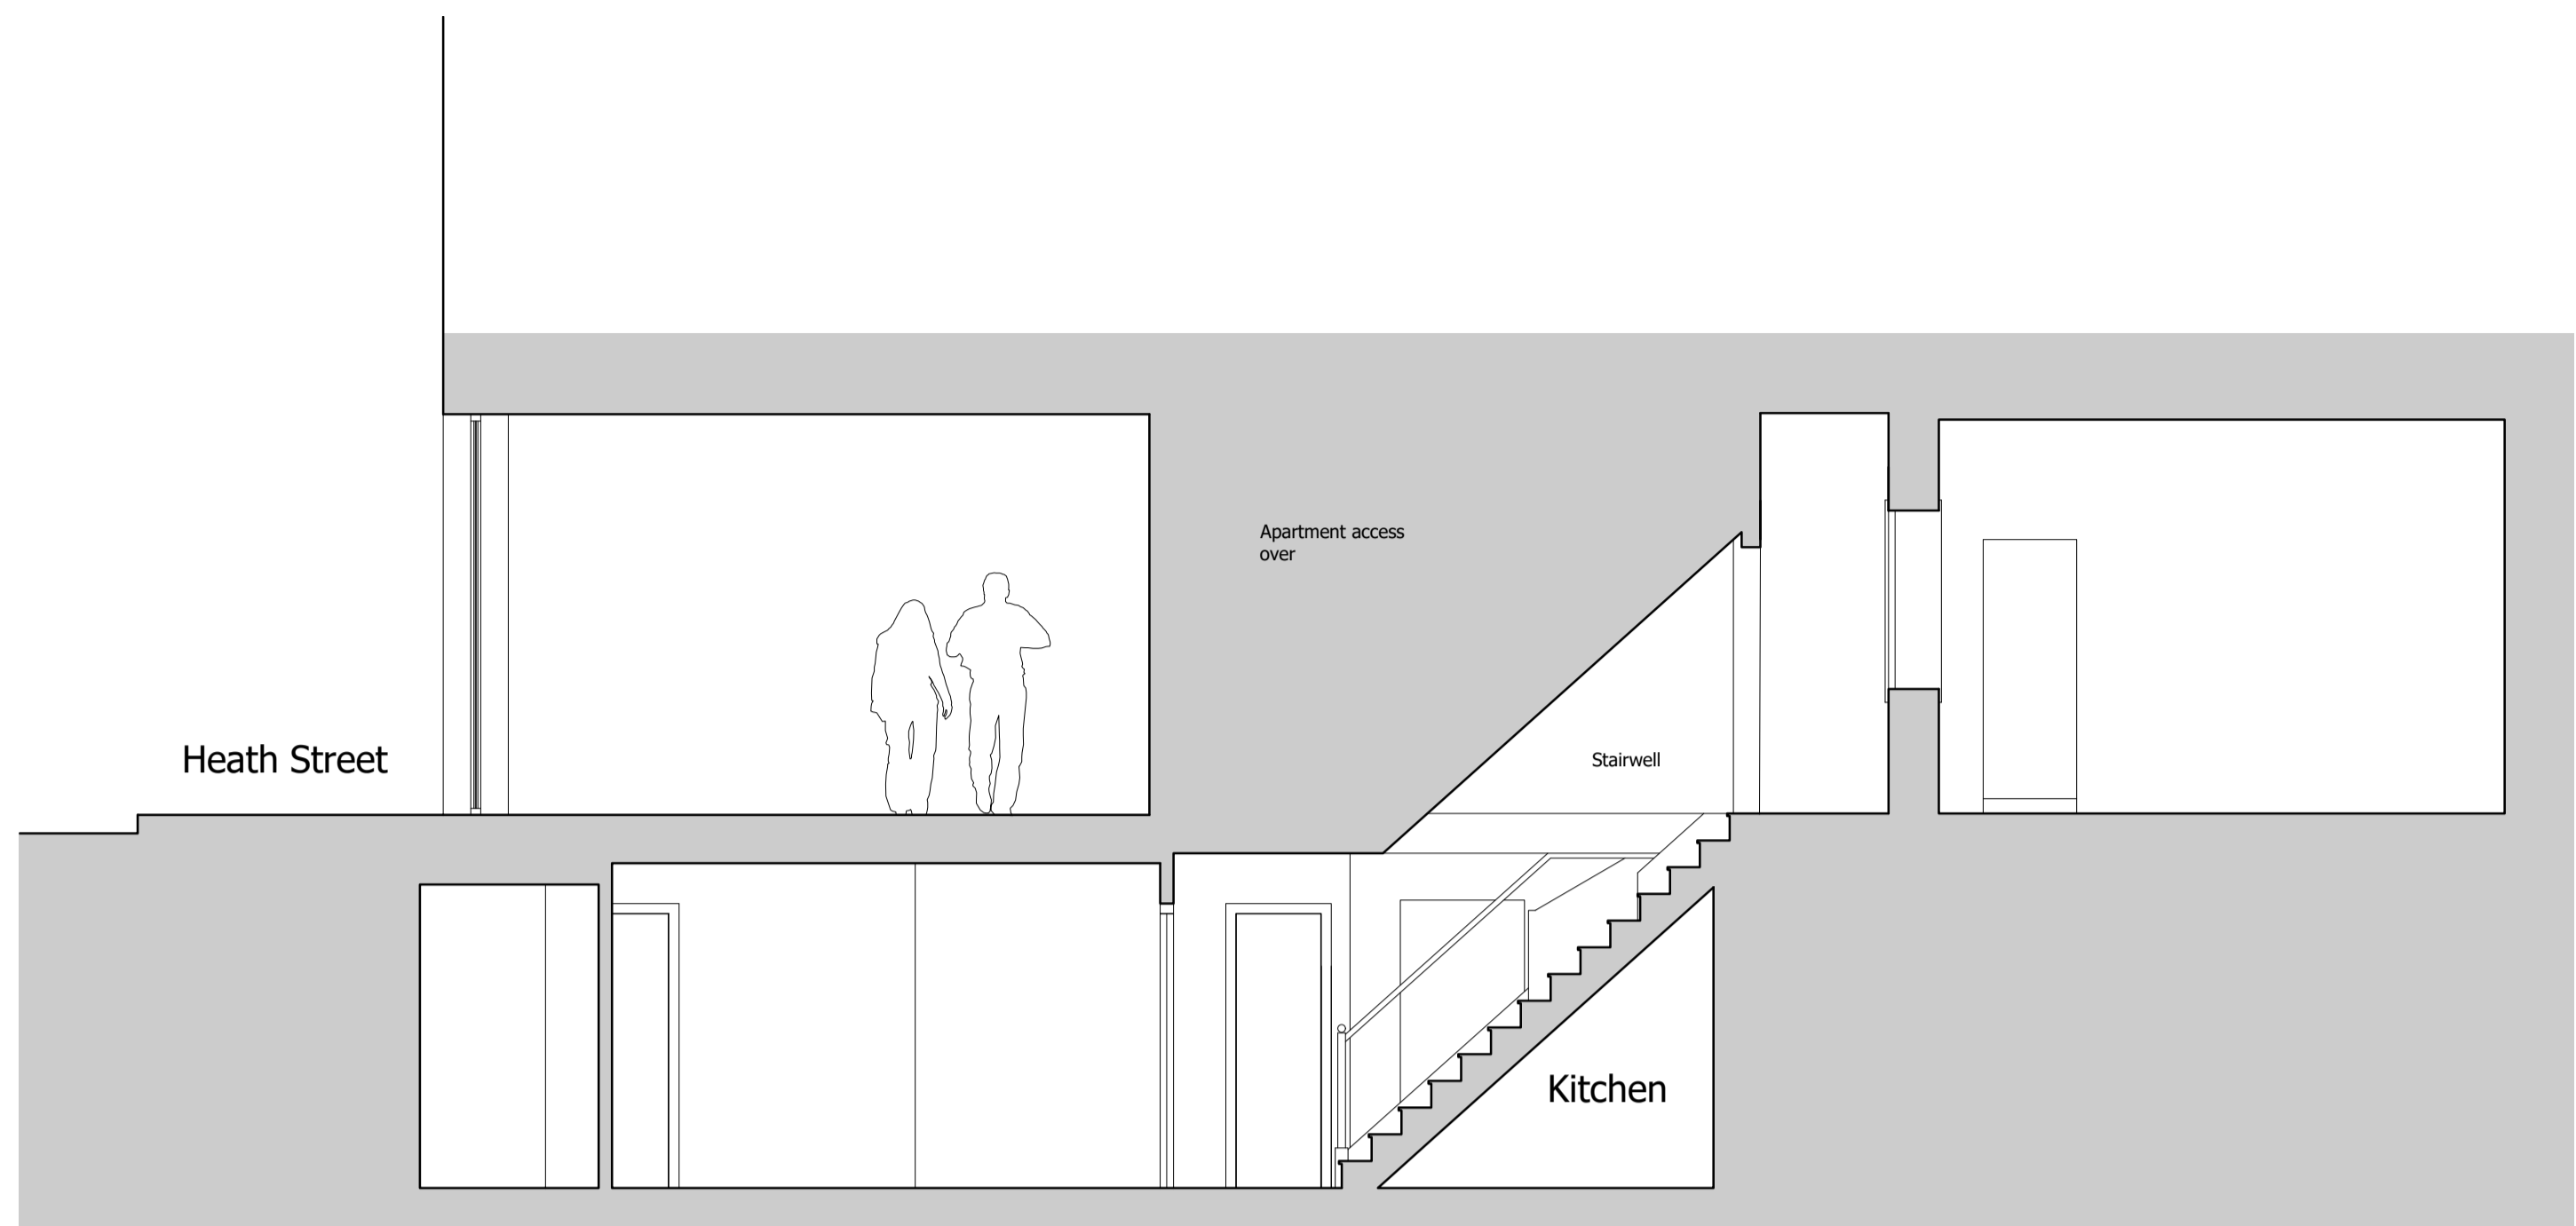 Apartment access
over
Heath Street
Stairwell
Kitchen